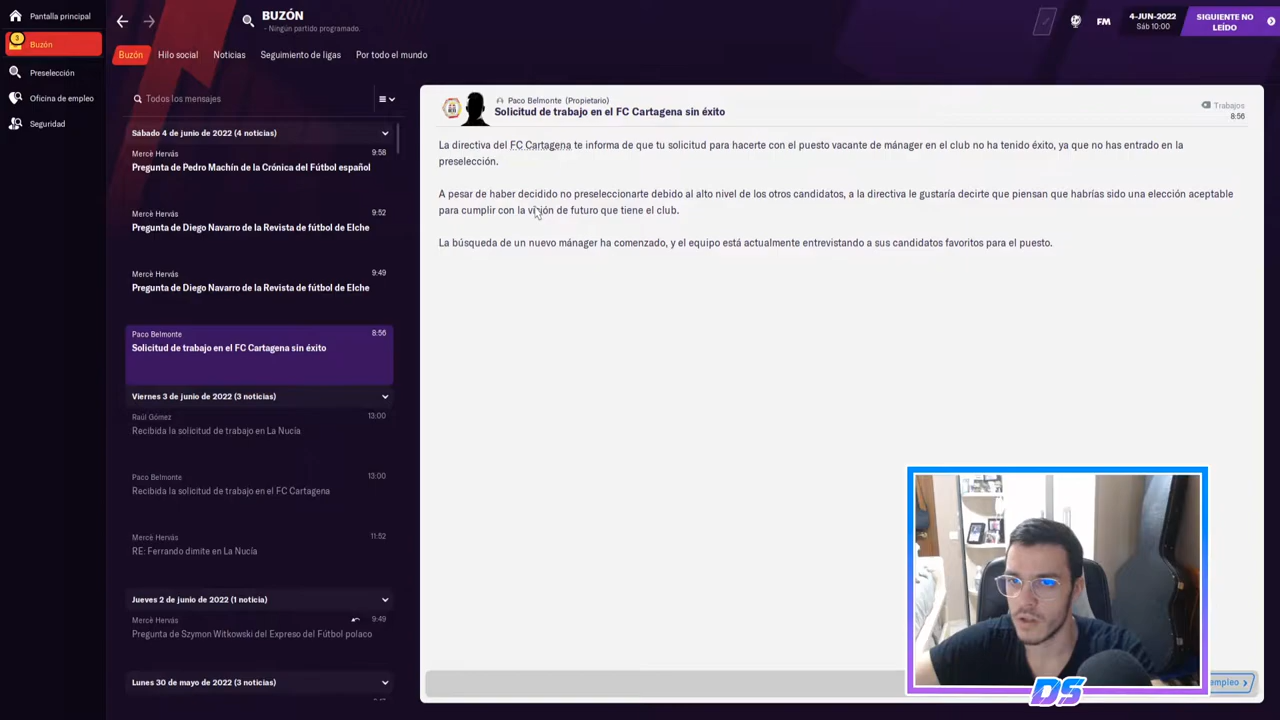 Pantalla principal
3
Buzón
Preselección
Oficina de empleo
Seguridad
BUZÓN
- Ningún partido programado.
FM
4-JUN-2022
Sáb 10:00
SIGUIENTE NO
LEÍDO
Buzón
Hilo social
Noticias
Seguimiento de ligas
Por todo el mundo
Todos los mensajes
Sábado 4 de junio de 2022 (4 noticias)
Mercè Hervás
9:58
Pregunta de Pedro Machín de la Crónica del Fútbol español
Mercè Hervás
9:52
Pregunta de Diego Navarro de la Revista de fútbol de Elche
Mercè Hervás
9:49
Pregunta de Diego Navarro de la Revista de fútbol de Elche
Paco Belmonte
8:56
Solicitud de trabajo en el FC Cartagena sin éxito
Viernes 3 de junio de 2022 (3 noticias)
Raúl Gómez
13:00
Recibida la solicitud de trabajo en La Nucía
Paco Belmonte
13:00
Recibida la solicitud de trabajo en el FC Cartagena
Mercè Hervás
11:52
RE: Ferrando dimite en La Nucía
Jueves 2 de junio de 2022 (1 noticia)
Mercè Hervás
9:49
Pregunta de Szymon Witkowski del Expreso del Fútbol polaco
Lunes 30 de mayo de 2022 (3 noticias)
Paco Belmonte (Propietario)
Solicitud de trabajo en el FC Cartagena sin éxito
Trabajos
8:56
La directiva del FC Cartagena te informa de que tu solicitud para hacerte con el puesto vacante de mánager en el club no ha tenido éxito, ya que no has entrado en la
preselección.
A pesar de haber decidido no preseleccionarte debido al alto nivel de los otros candidatos, a la directiva le gustaría decirte que piensan que habrías sido una elección aceptable
para cumplir con la visión de futuro que tiene el club.
La búsqueda de un nuevo mánager ha comenzado, y el equipo está actualmente entrevistando a sus candidatos favoritos para el puesto.
empleo
DS